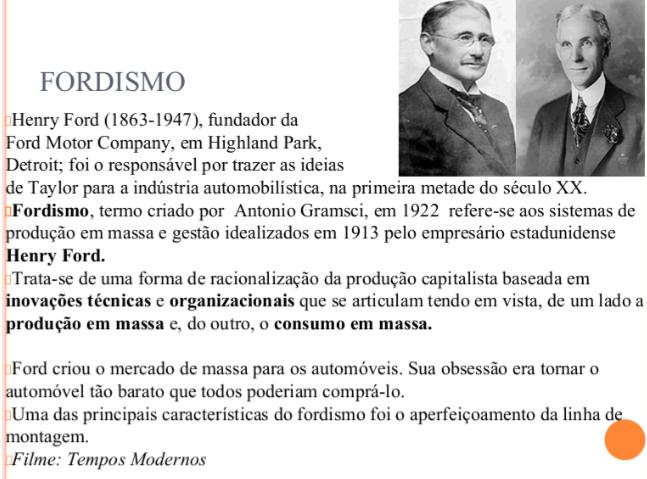 FORDISMO
Henry Ford (1863-1947), fundador da
Ford Motor Company, em Highland Park,
Detroit; foi o responsável por trazer as ideias
de Taylor para a indústria automobilística, na primeira metade do século XX.
Fordismo, termo criado por Antonio Gramsci, em 1922 refere-se aos sistemas de
produção em massa e gestão idealizados em 1913 pelo empresário estadunidense
Henry Ford.
Trata-se de uma forma de racionalização da produção capitalista baseada em
inovações técnicas e organizacionais que se articulam tendo em vista, de um lado a
produção em massa e, do outro, o consumo em massa.
Ford criou o mercado de massa para os automóveis. Sua obsessão era tornar o
automóvel tão barato que todos poderiam comprá-lo.
Uma das principais características do fordismo foi o aperfeiçoamento da linha de
montagem.
Filme: Tempos Modernos